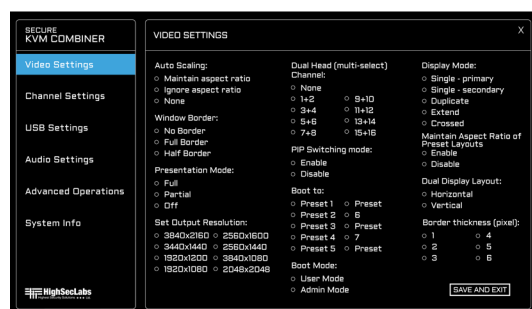 SECURE
KVM COMBINER
Video Settings
Channel Settings
USB Settings
Audio Settings
Advanced Operations
System Info
HighSecLabs
VIDEO SETTINGS
X
Auto Scaling:
Maintain aspect ratio
Ignore aspect ratio
None
Window Border:
No Border
Full Border
Half Border
Presentation Mode:
Full
Partial
Off
Set Output Resolution:
3840x2160 2560x1600
3440x1440 2560x1440
1920x1200 3840x1080
1920x1080 2048x2048
Dual Head (multi-select)
Channel:
None
1+2 9+10
3+4 11+12
5+6 13+14
7+8 15+16
PIP Switching mode:
Enable
Disable
Boot to:
Preset 1 Preset
Preset 2 6
Preset 3 Preset
Preset 4 7
Preset 5 Preset
Boot Mode:
User Mode
Admin Mode
Display Mode:
Single - primary
Single - secondary
Duplicate
Extend
Crossed
Maintain Aspect Ratio of
Preset Layouts
Enable
Disable
Dual Display Layout:
Horizontal
Vertical
Border thickness (pixel):
1 4
2 5
3 6
SAVE AND EXIT